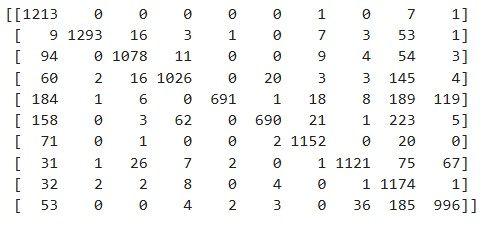 [[1213 0 0 0 0 0 1 0 7 1]
[ 9 1293 16 3 1 0 7 3 53 1]
[ 94 0 1078 11 0 0 9 4 54 3]
[ 60 2 16 1026 0 20 3 3 145 4]
[ 184 1 6 0 691 1 18 8 189 119]
[ 158 0 3 62 0 690 21 1 223 5]
[ 71 0 1 0 0 2 1152 0 20 0]
[ 31 1 26 7 2 0 1 1121 75 67]
[ 32 2 2 8 0 4 0 1 1174 1]
[ 53 0 0 4 2 3 0 36 185 996]]